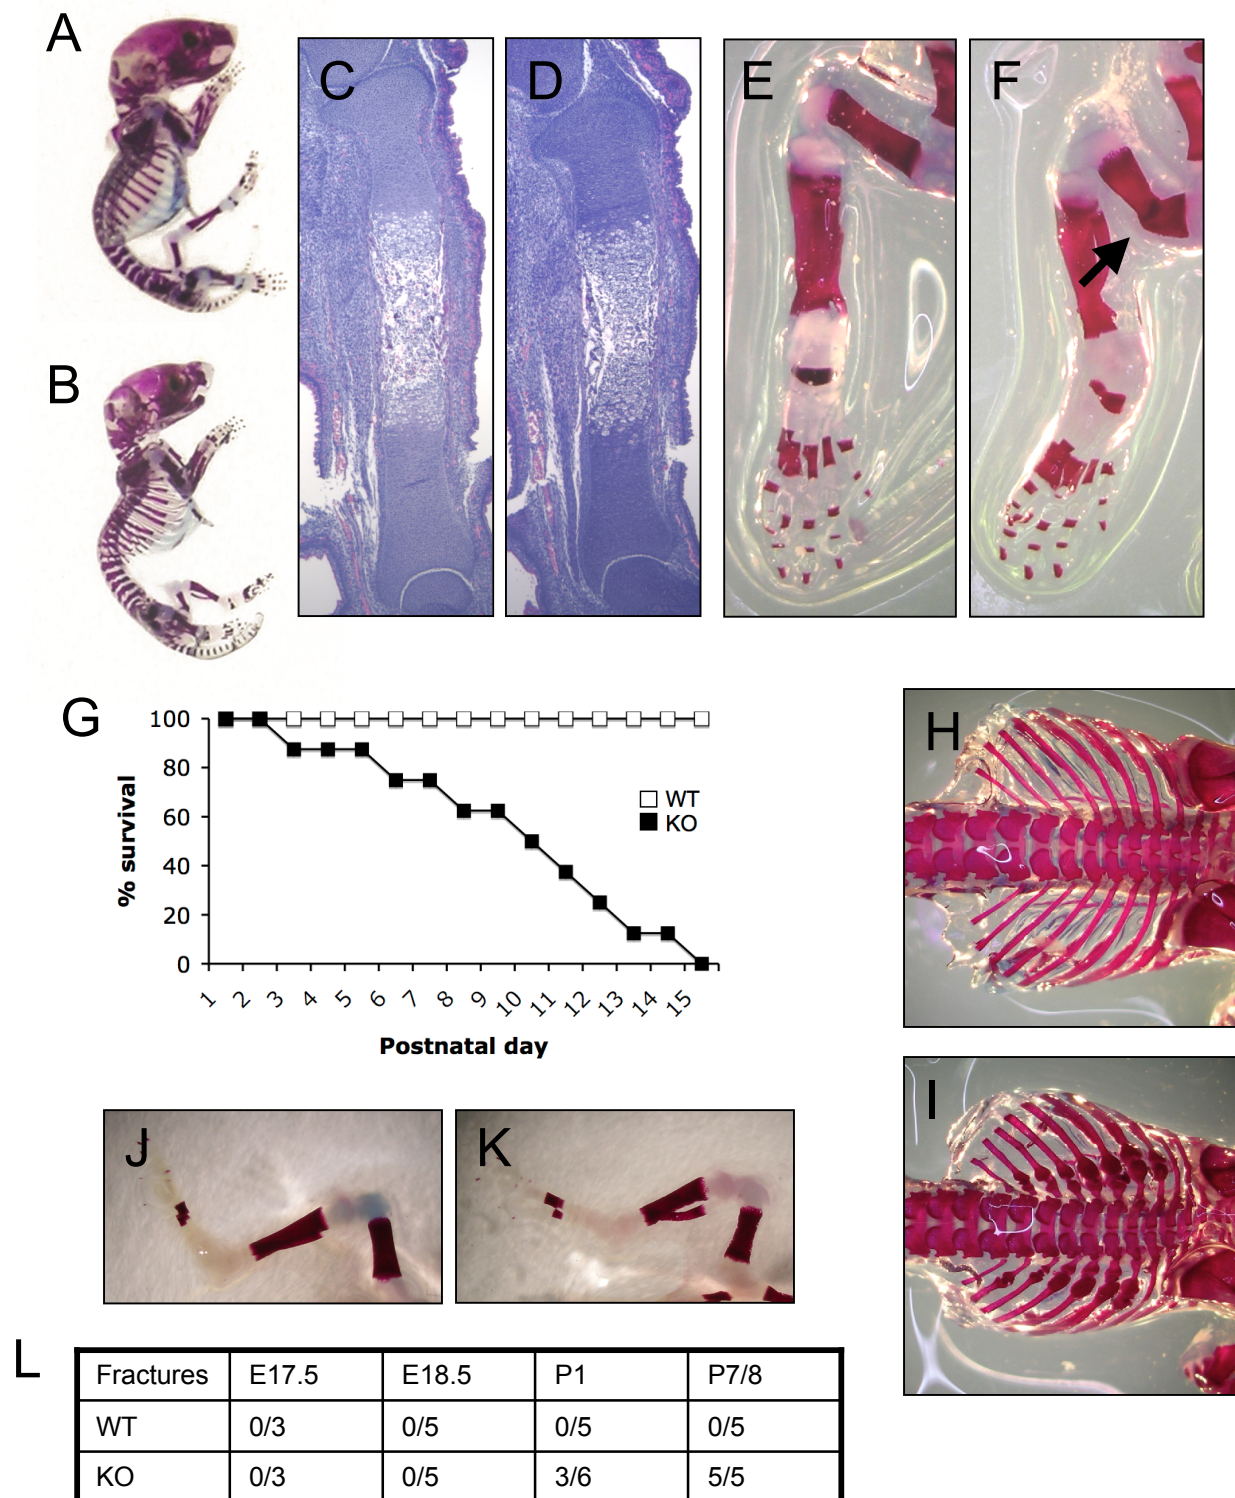 A
B
C
D
E
F
G
100
80
60
40
20
0
% survival
WT
KO
1 2 3 4 5 6 7 8 9 10 11 12 13 14 15
Postnatal day
H
I
J
K
L
Fractures E17.5 E18.5 P1 P7/8
WT 0/3 0/5 0/5 0/5
KO 0/3 0/5 3/6 5/5